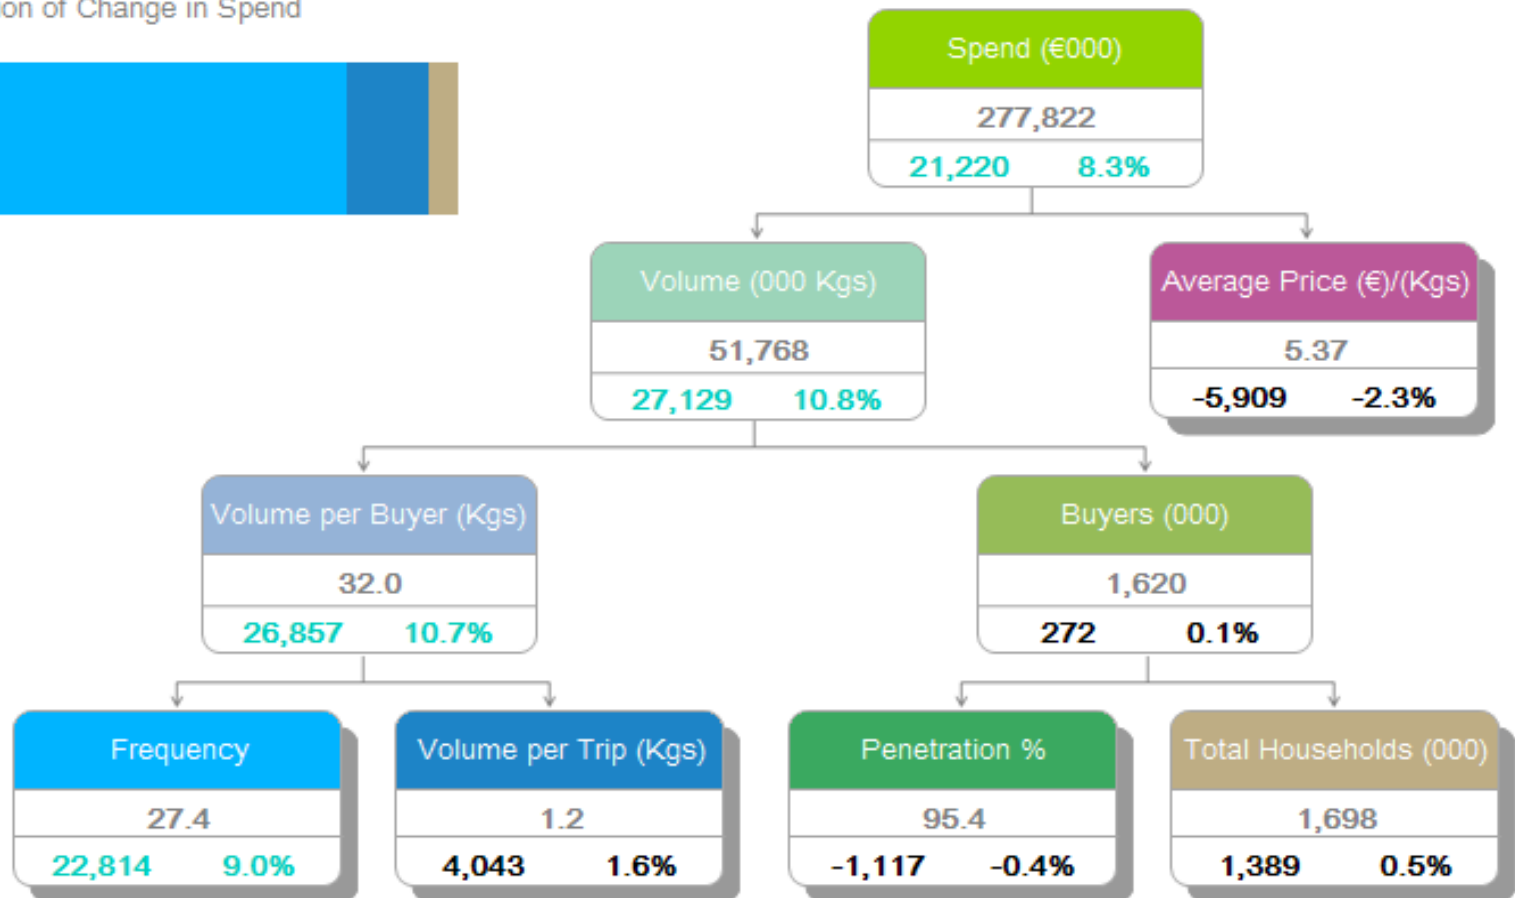 of Change in Spend
Spend (€000)
277,822
21,220 8.3%
Volume (000 Kgs)
51,768
27,129 10.8%
Average Price (€)/(Kgs)
5.37
-5,909 -2.3%
Volume per Buyer (Kgs)
32.0
26,857 10.7%
Buyers (000)
1,620
272 0.1%
Frequency
27.4
22,814 9.0%
Volume per Trip (Kgs)
1.2
4,043 1.6%
Penetration %
95.4
-1,117 -0.4%
Total Households (000)
1,698
1,389 0.5%